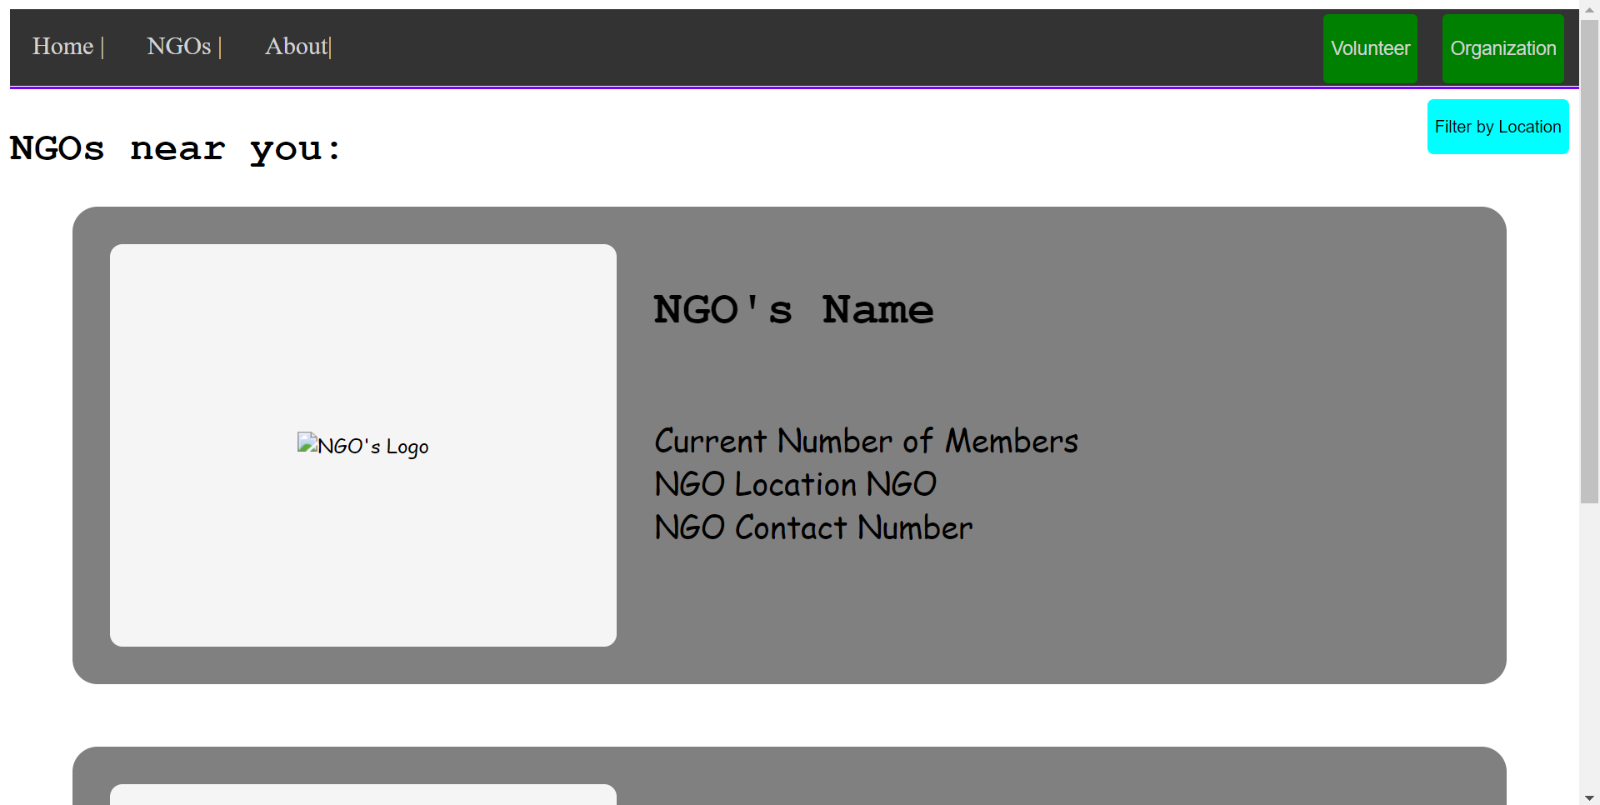 Home | NGOs | About| Volunteer Organization
Filter by Location
NGOs near you:
NGO's Name
NGO's Logo
Current Number of Members
NGO Location NGO
NGO Contact Number